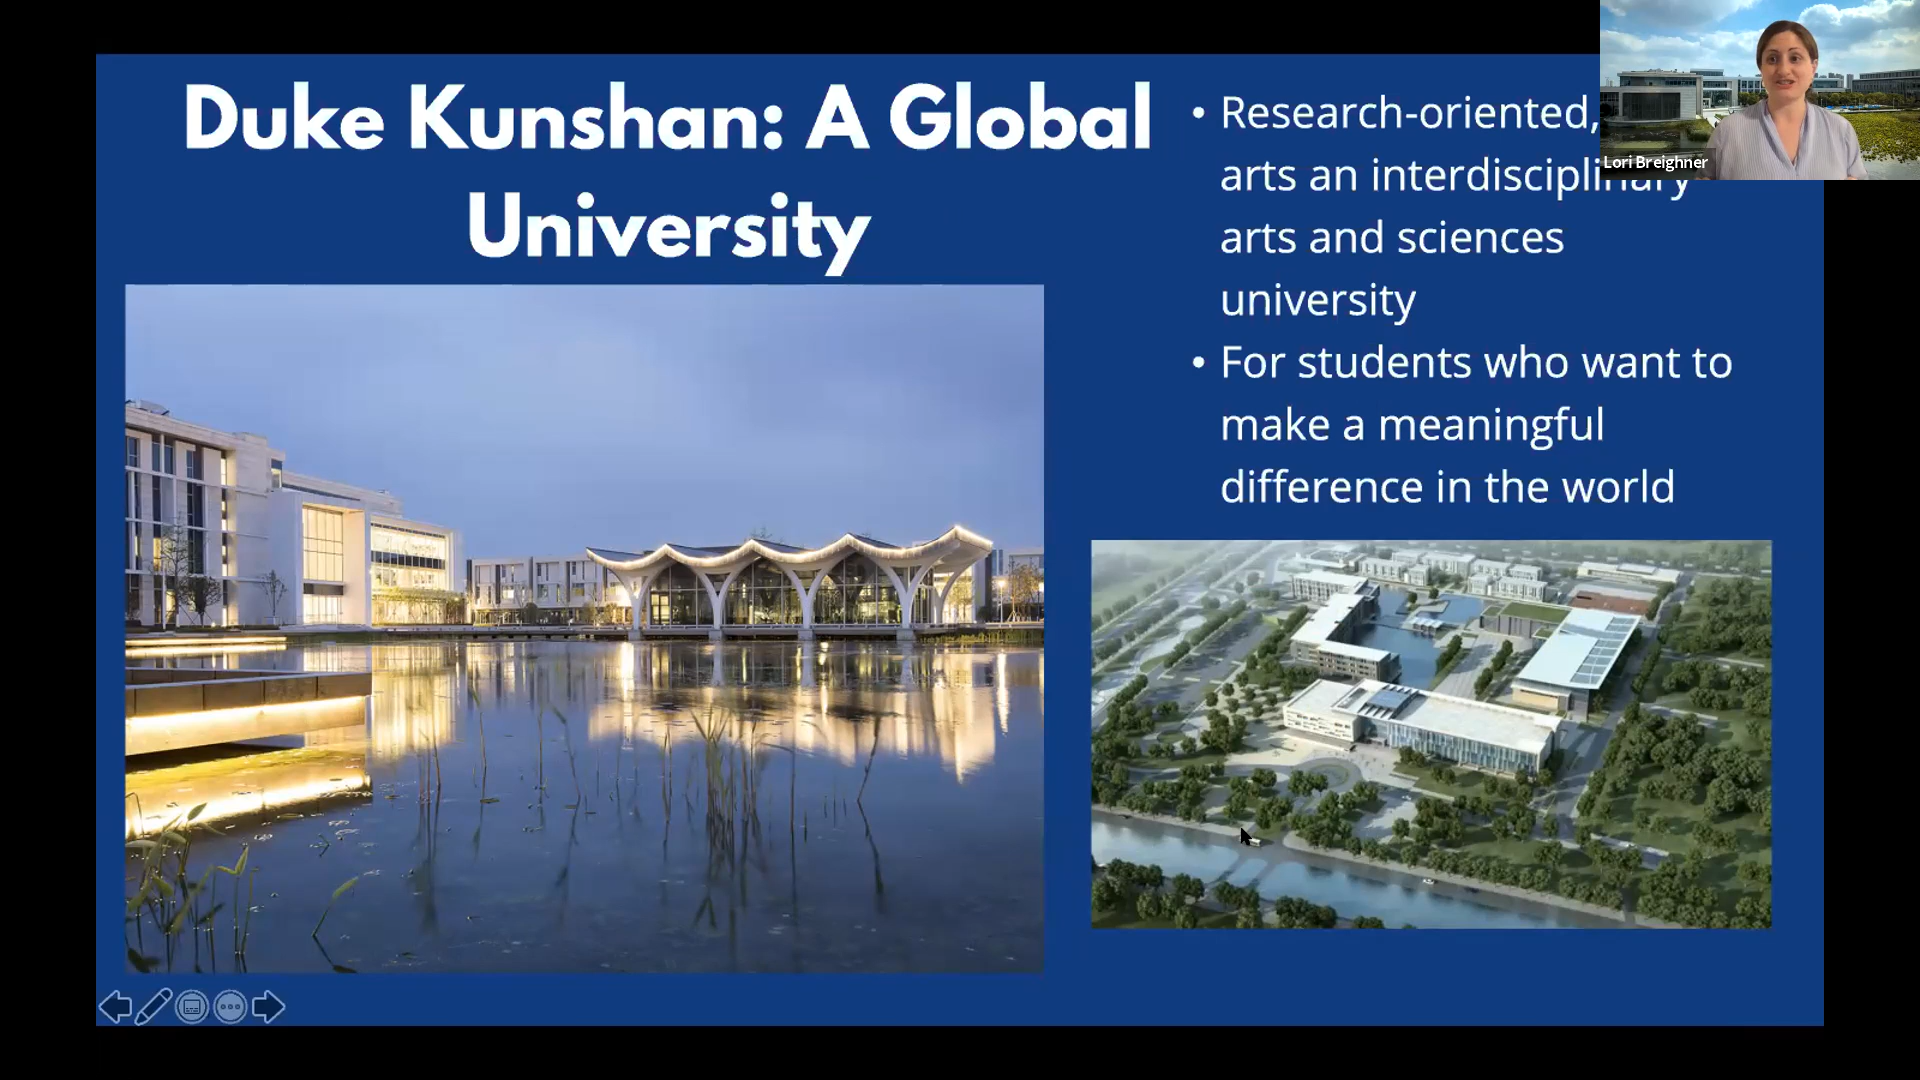 Duke Kunshan: A Global
University
• Research-oriented,
arts an interdisciplinary
arts and sciences
university
• For students who want to
make a meaningful
difference in the world
Lori Breighner